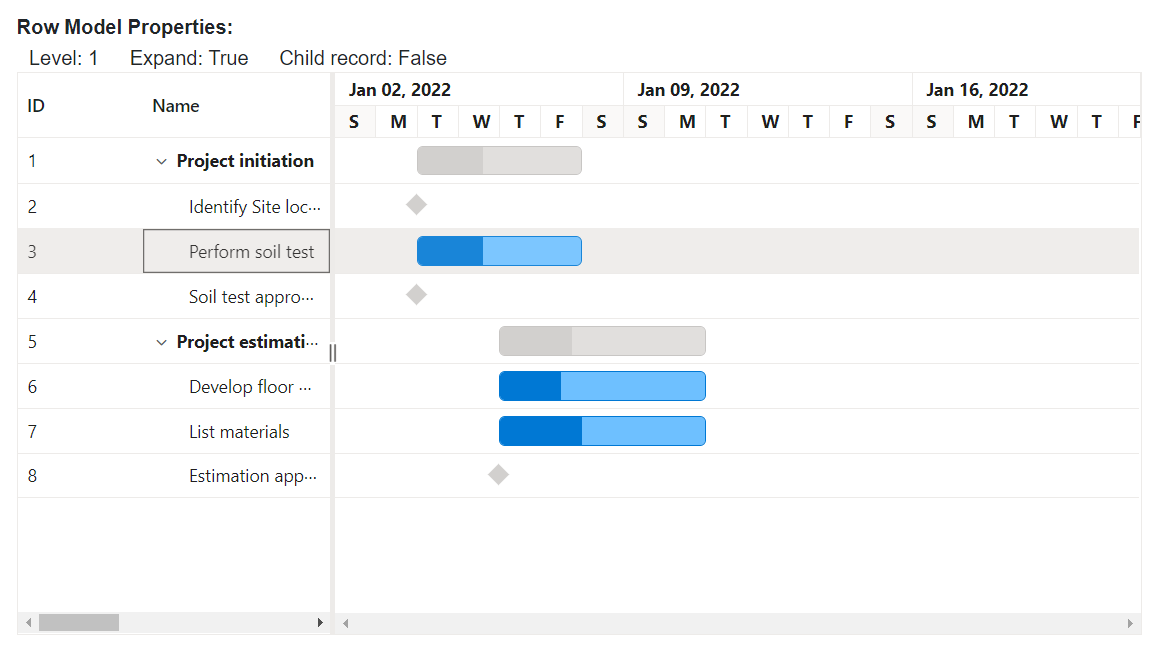 Row Model Properties:
Level: 1 Expand: True Child record: False
ID Name Jan 02, 2022 Jan 09, 2022 Jan 16, 2022
S M T W T F S S M T W T F S S M T W T F
1 Project initiation
2 Identify Site loc...
3 Perform soil test
4 Soil test appro...
5 Project estimati...
6 Develop floor ...
7 List materials
8 Estimation app...